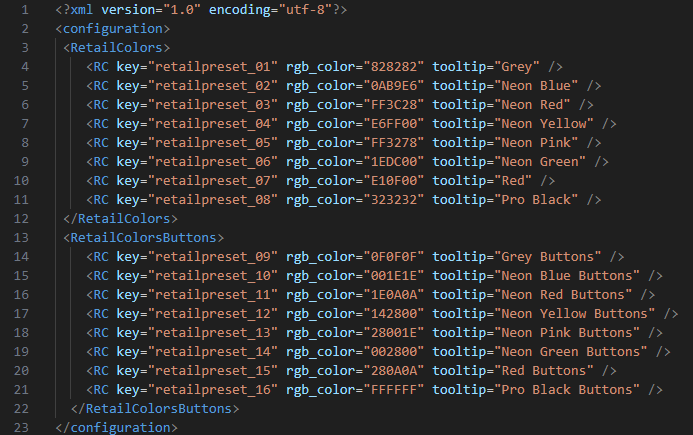 1 <?xml version="1.0" encoding="utf-8"?>
2 <configuration>
3 <RetailColors>
4 <RC key="retailpreset_01" rgb_color="828282" tooltip="Grey" />
5 <RC key="retailpreset_02" rgb_color="0AB9E6" tooltip="Neon Blue" />
6 <RC key="retailpreset_03" rgb_color="FF3C28" tooltip="Neon Red" />
7 <RC key="retailpreset_04" rgb_color="E6FF00" tooltip="Neon Yellow" />
8 <RC key="retailpreset_05" rgb_color="FF3278" tooltip="Neon Pink" />
9 <RC key="retailpreset_06" rgb_color="1EDC00" tooltip="Neon Green" />
10 <RC key="retailpreset_07" rgb_color="E10F00" tooltip="Red" />
11 <RC key="retailpreset_08" rgb_color="323232" tooltip="Pro Black" />
12 </RetailColors>
13 <RetailColorsButtons>
14 <RC key="retailpreset_09" rgb_color="0F0F0F" tooltip="Grey Buttons" />
15 <RC key="retailpreset_10" rgb_color="001E1E" tooltip="Neon Blue Buttons" />
16 <RC key="retailpreset_11" rgb_color="1E0A0A" tooltip="Neon Red Buttons" />
17 <RC key="retailpreset_12" rgb_color="142800" tooltip="Neon Yellow Buttons" />
18 <RC key="retailpreset_13" rgb_color="28001E" tooltip="Neon Pink Buttons" />
19 <RC key="retailpreset_14" rgb_color="002800" tooltip="Neon Green Buttons" />
20 <RC key="retailpreset_15" rgb_color="280A0A" tooltip="Red Buttons" />
21 <RC key="retailpreset_16" rgb_color="FFFFFF" tooltip="Pro Black Buttons" />
22 </RetailColorsButtons>
23 </configuration>